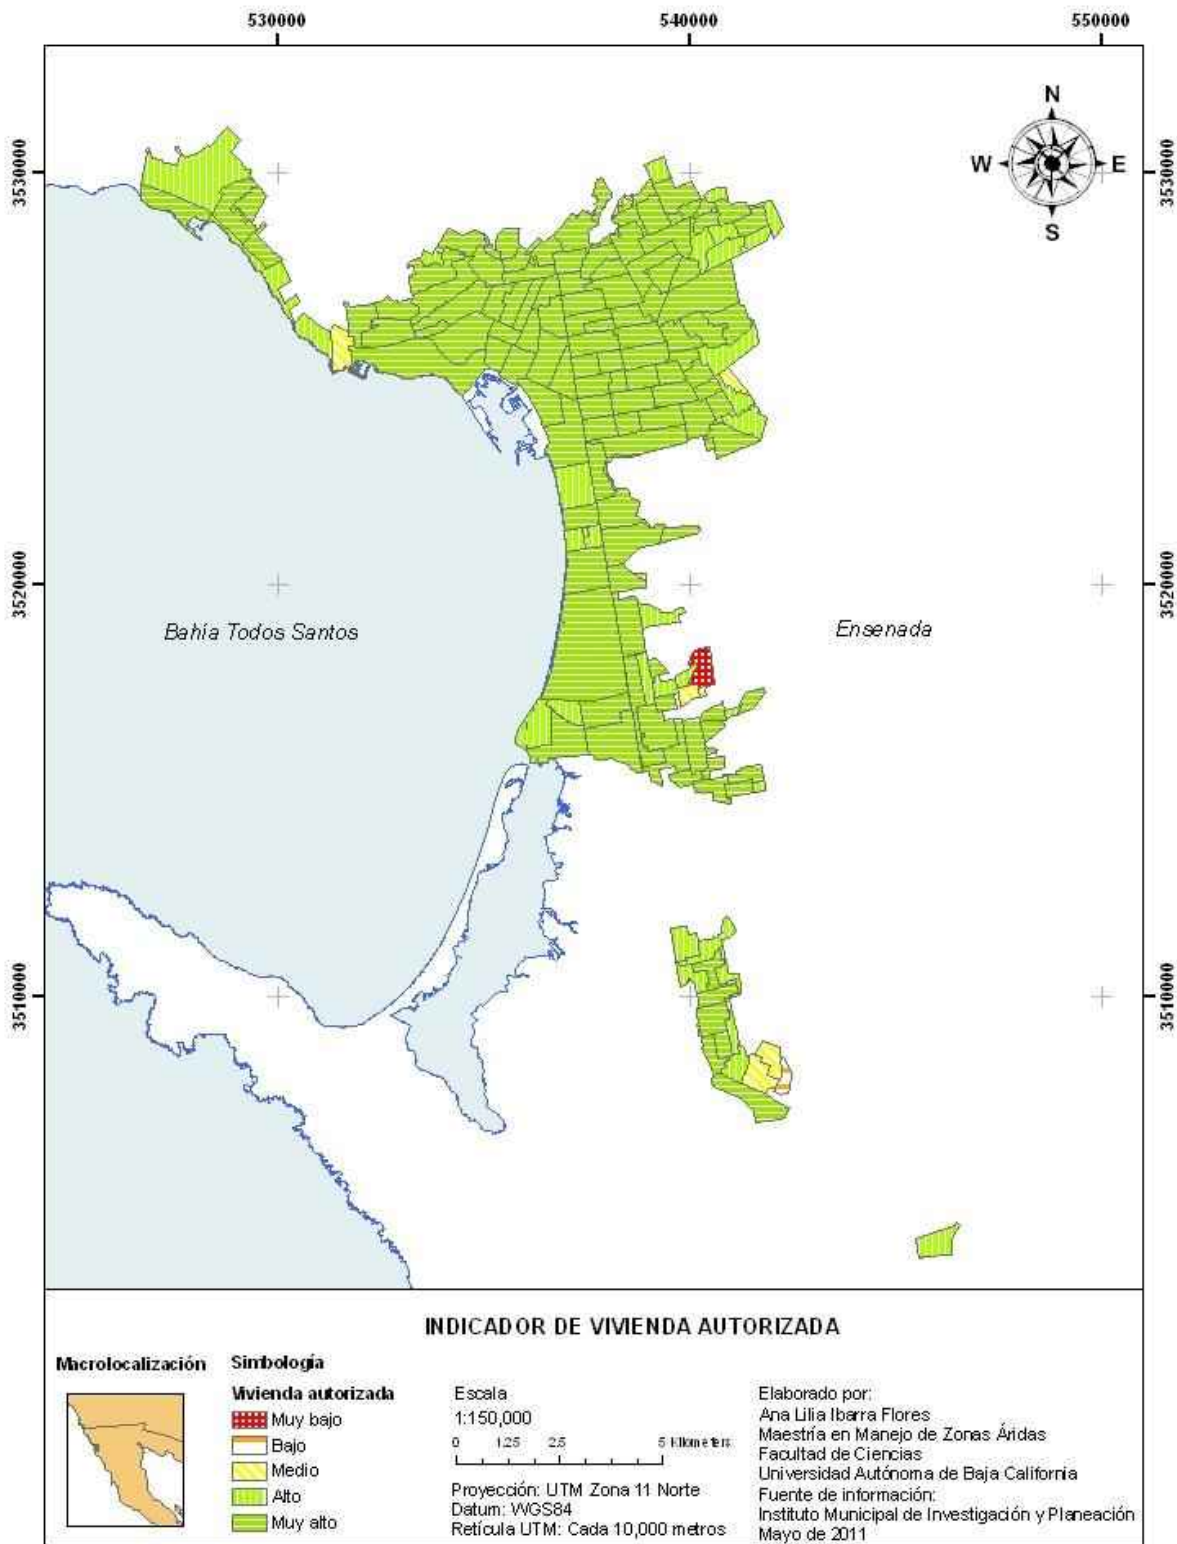 530000
540000
550000
N
W
E
S
3530000
3530000
3520000
3520000
Bahía Todos Santos
Ensenada
3510000
3510000
INDICADOR DE VIVIENDA AUTORIZADA
Macrolocalización
Simbología
Vivienda autorizada
Muy bajo
Bajo
Medio
Alto
Muy alto
Escala
1:150,000
0 1.25 2.5 5 Kilometers
Proyección: UTM Zona 11 Norte
Datum: WGS84
Retícula UTM: Cada 10,000 metros
Elaborado por:
Ana Lilia Ibarra Flores
Maestría en Manejo de Zonas Áridas
Facultad de Ciencias
Universidad Autónoma de Baja California
Fuente de información:
Instituto Municipal de Investigación y Planeación
Mayo de 2011